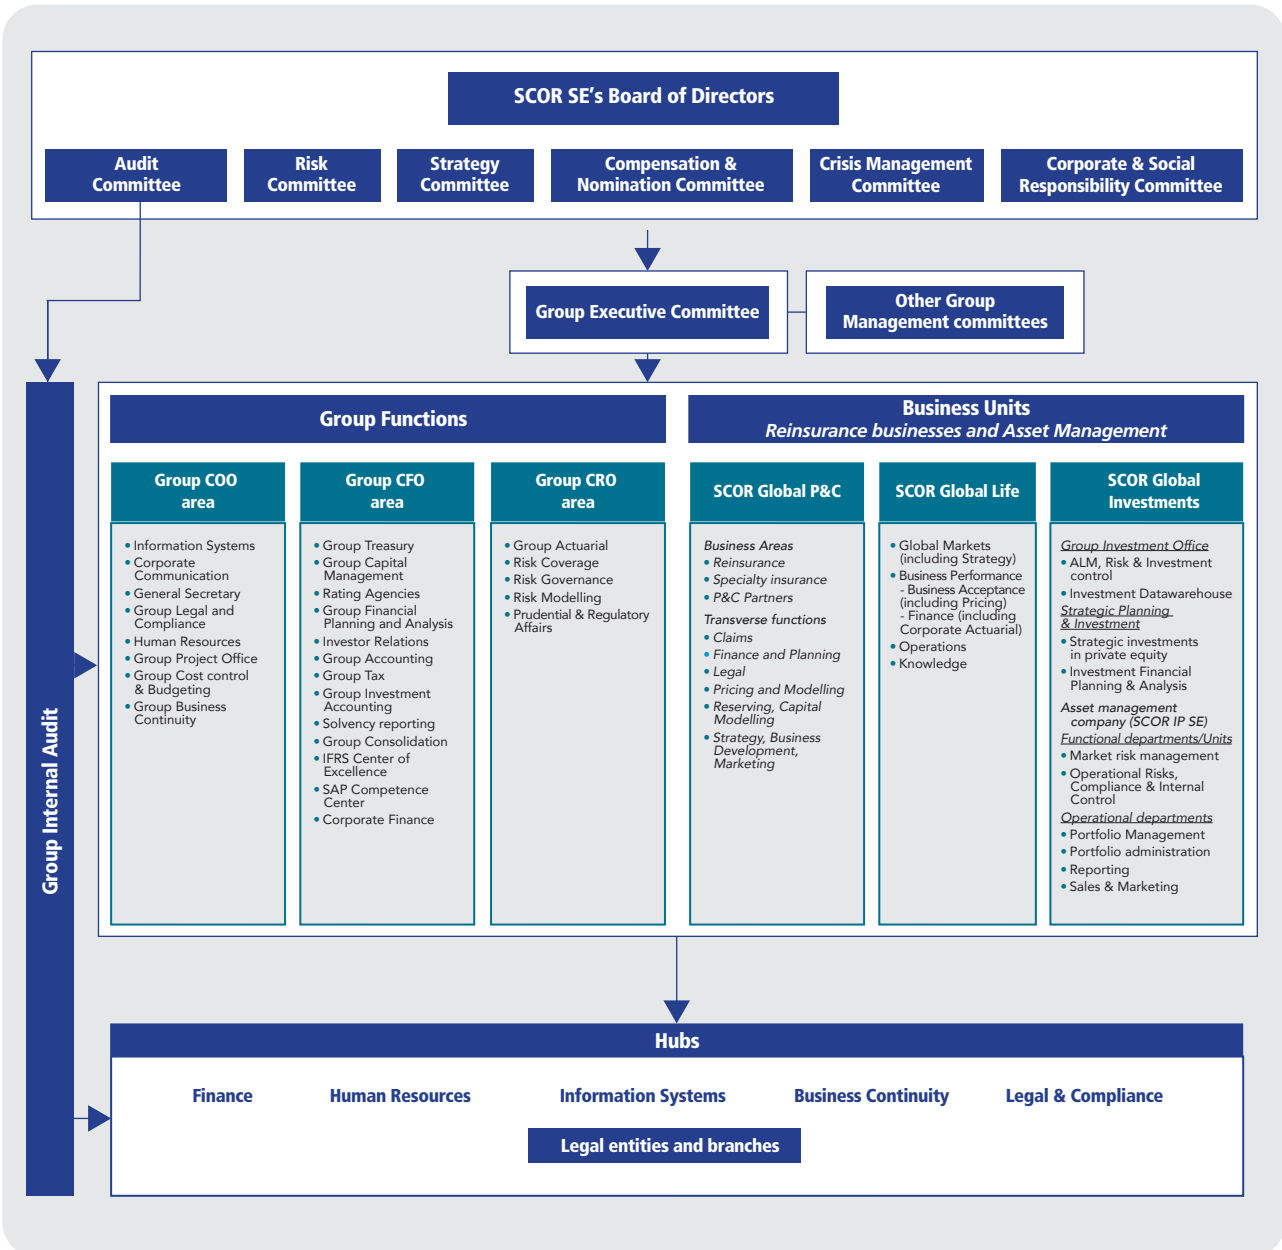 SCOR SE's Board of Directors
Audit
Committee
Risk
Committee
Strategy
Committee
Compensation &
Nomination Committee
Crisis Management
Committee
Corporate & Social
Responsibility Committee
Group Executive Committee
Other Group
Management committees
Group Internal Audit
Group Functions
Business Units
Reinsurance businesses and Asset Management
Group COO
area
• Information Systems
• Corporate
Communication
• General Secretary
• Group Legal and
Compliance
• Human Resources
• Group Project Office
• Group Cost control
& Budgeting
• Group Business
Continuity
Group CFO
area
• Group Treasury
• Group Capital
Management
• Rating Agencies
• Group Financial
Planning and Analysis
• Investor Relations
• Group Accounting
• Group Tax
• Group Investment
Accounting
• Solvency reporting
• Group Consolidation
• IFRS Center of
Excellence
• SAP Competence
Center
• Corporate Finance
Group CRO
area
• Group Actuarial
• Risk Coverage
• Risk Governance
• Risk Modelling
• Prudential & Regulatory
Affairs
SCOR Global P&C
Business Areas
• Reinsurance
• Specialty insurance
• P&C Partners
Transverse functions
• Claims
• Finance and Planning
• Legal
• Pricing and Modelling
• Reserving, Capital
Modelling
• Strategy, Business
Development,
Marketing
SCOR Global Life
• Global Markets
(including Strategy)
• Business Performance
- Business Acceptance
(including Pricing)
- Finance (including
Corporate Actuarial)
• Operations
• Knowledge
SCOR Global
Investments
Group Investment Office
• ALM, Risk & Investment
control
• Investment Datawarehouse
Strategic Planning
& Investment
• Strategic investments
in private equity
• Investment Financial
Planning & Analysis
Asset management
company (SCOR IP SE)
Functional departments/Units
• Market risk management
• Operational Risks,
Compliance & Internal
Control
Operational departments
• Portfolio Management
• Portfolio administration
• Reporting
• Sales & Marketing
Hubs
Finance
Human Resources
Information Systems
Business Continuity
Legal & Compliance
Legal entities and branches